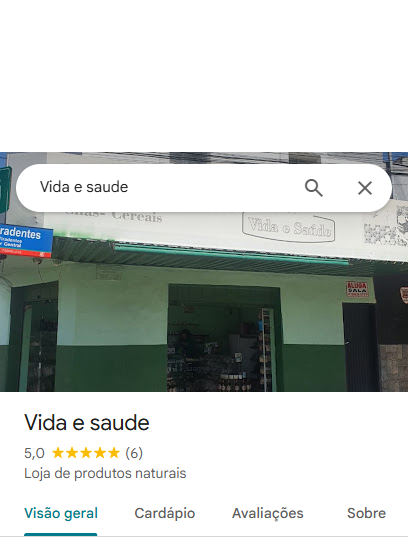 Vida e saude
Cereais
Vida e Saúde
radentes
Central
ALUGA
SALA
Vida e saude
5,0 ★★★★★ (6)
Loja de produtos naturais
Visão geral Cardápio Avaliações Sobre